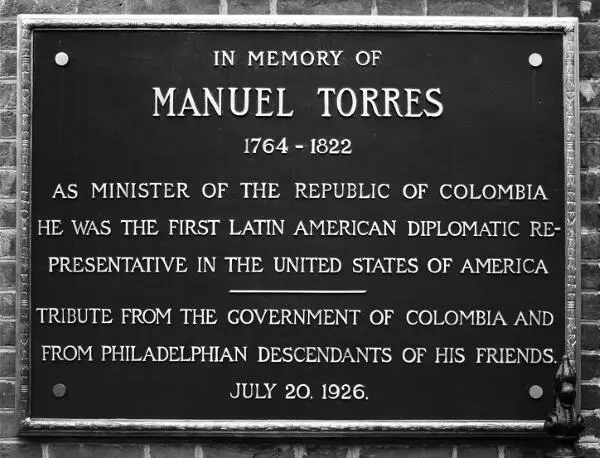 IN MEMORY OF
MANUEL TORRES
1764 - 1822
AS MINISTER OF THE REPUBLIC OF COLOMBIA
HE WAS THE FIRST LATIN AMERICAN DIPLOMATIC RE-
PRESENTATIVE IN THE UNITED STATES OF AMERICA
TRIBUTE FROM THE GOVERNMENT OF COLOMBIA AND
FROM PHILADELPHIAN DESCENDANTS OF HIS FRIENDS.
JULY 20. 1926.